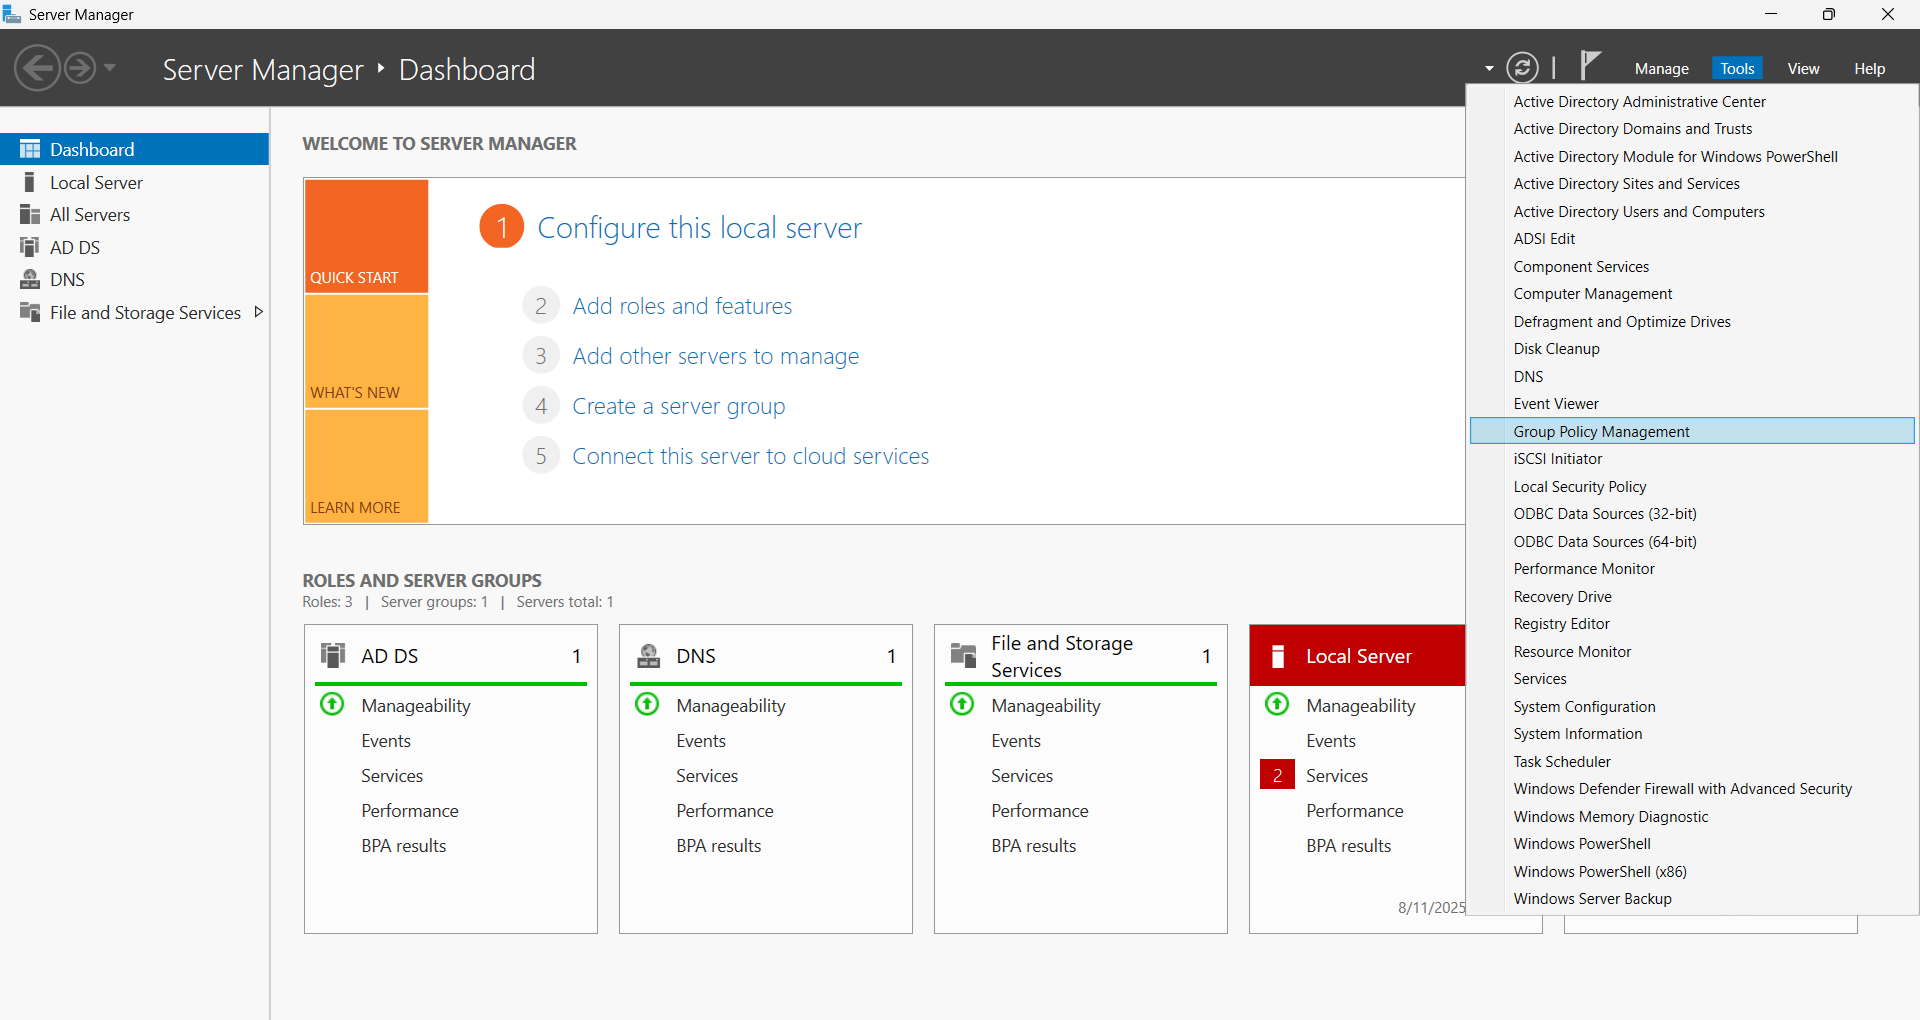 Server Manager
Server Manager ‣ Dashboard
Manage
Tools
View
Help
Dashboard
Local Server
All Servers
AD DS
DNS
File and Storage Services
WELCOME TO SERVER MANAGER
QUICK START
WHAT'S NEW
LEARN MORE
1 Configure this local server
2 Add roles and features
3 Add other servers to manage
4 Create a server group
5 Connect this server to cloud services
ROLES AND SERVER GROUPS
Roles: 3 | Server groups: 1 | Servers total: 1
AD DS 1
Manageability
Events
Services
Performance
BPA results
DNS 1
Manageability
Events
Services
Performance
BPA results
File and Storage
Services 1
Manageability
Events
Services
Performance
BPA results
Local Server
Manageability
Events
2 Services
Performance
BPA results
8/11/2025
Active Directory Administrative Center
Active Directory Domains and Trusts
Active Directory Module for Windows PowerShell
Active Directory Sites and Services
Active Directory Users and Computers
ADSI Edit
Component Services
Computer Management
Defragment and Optimize Drives
Disk Cleanup
DNS
Event Viewer
Group Policy Management
iSCSI Initiator
Local Security Policy
ODBC Data Sources (32-bit)
ODBC Data Sources (64-bit)
Performance Monitor
Recovery Drive
Registry Editor
Resource Monitor
Services
System Configuration
System Information
Task Scheduler
Windows Defender Firewall with Advanced Security
Windows Memory Diagnostic
Windows PowerShell
Windows PowerShell (x86)
Windows Server Backup